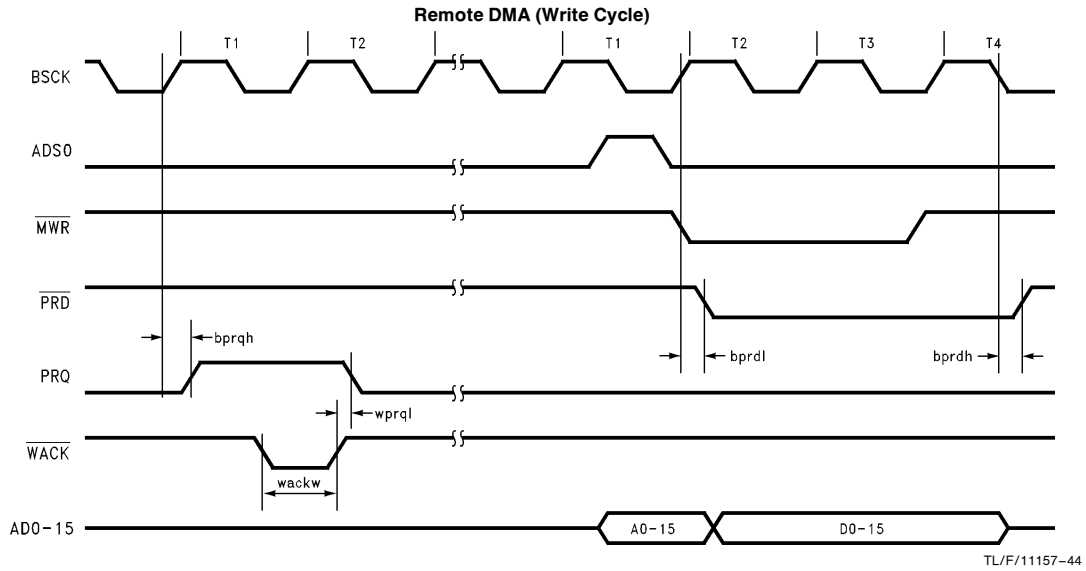 Remote DMA (Write Cycle)
T1 T2 T1 T2 T3 T4
BSCK
ADS0
MWR
PRD
bprqh bprdl bprdh
PRQ
wprql
WACK
wackw
AD0-15 A0-15 D0-15
TL/F/11157-44